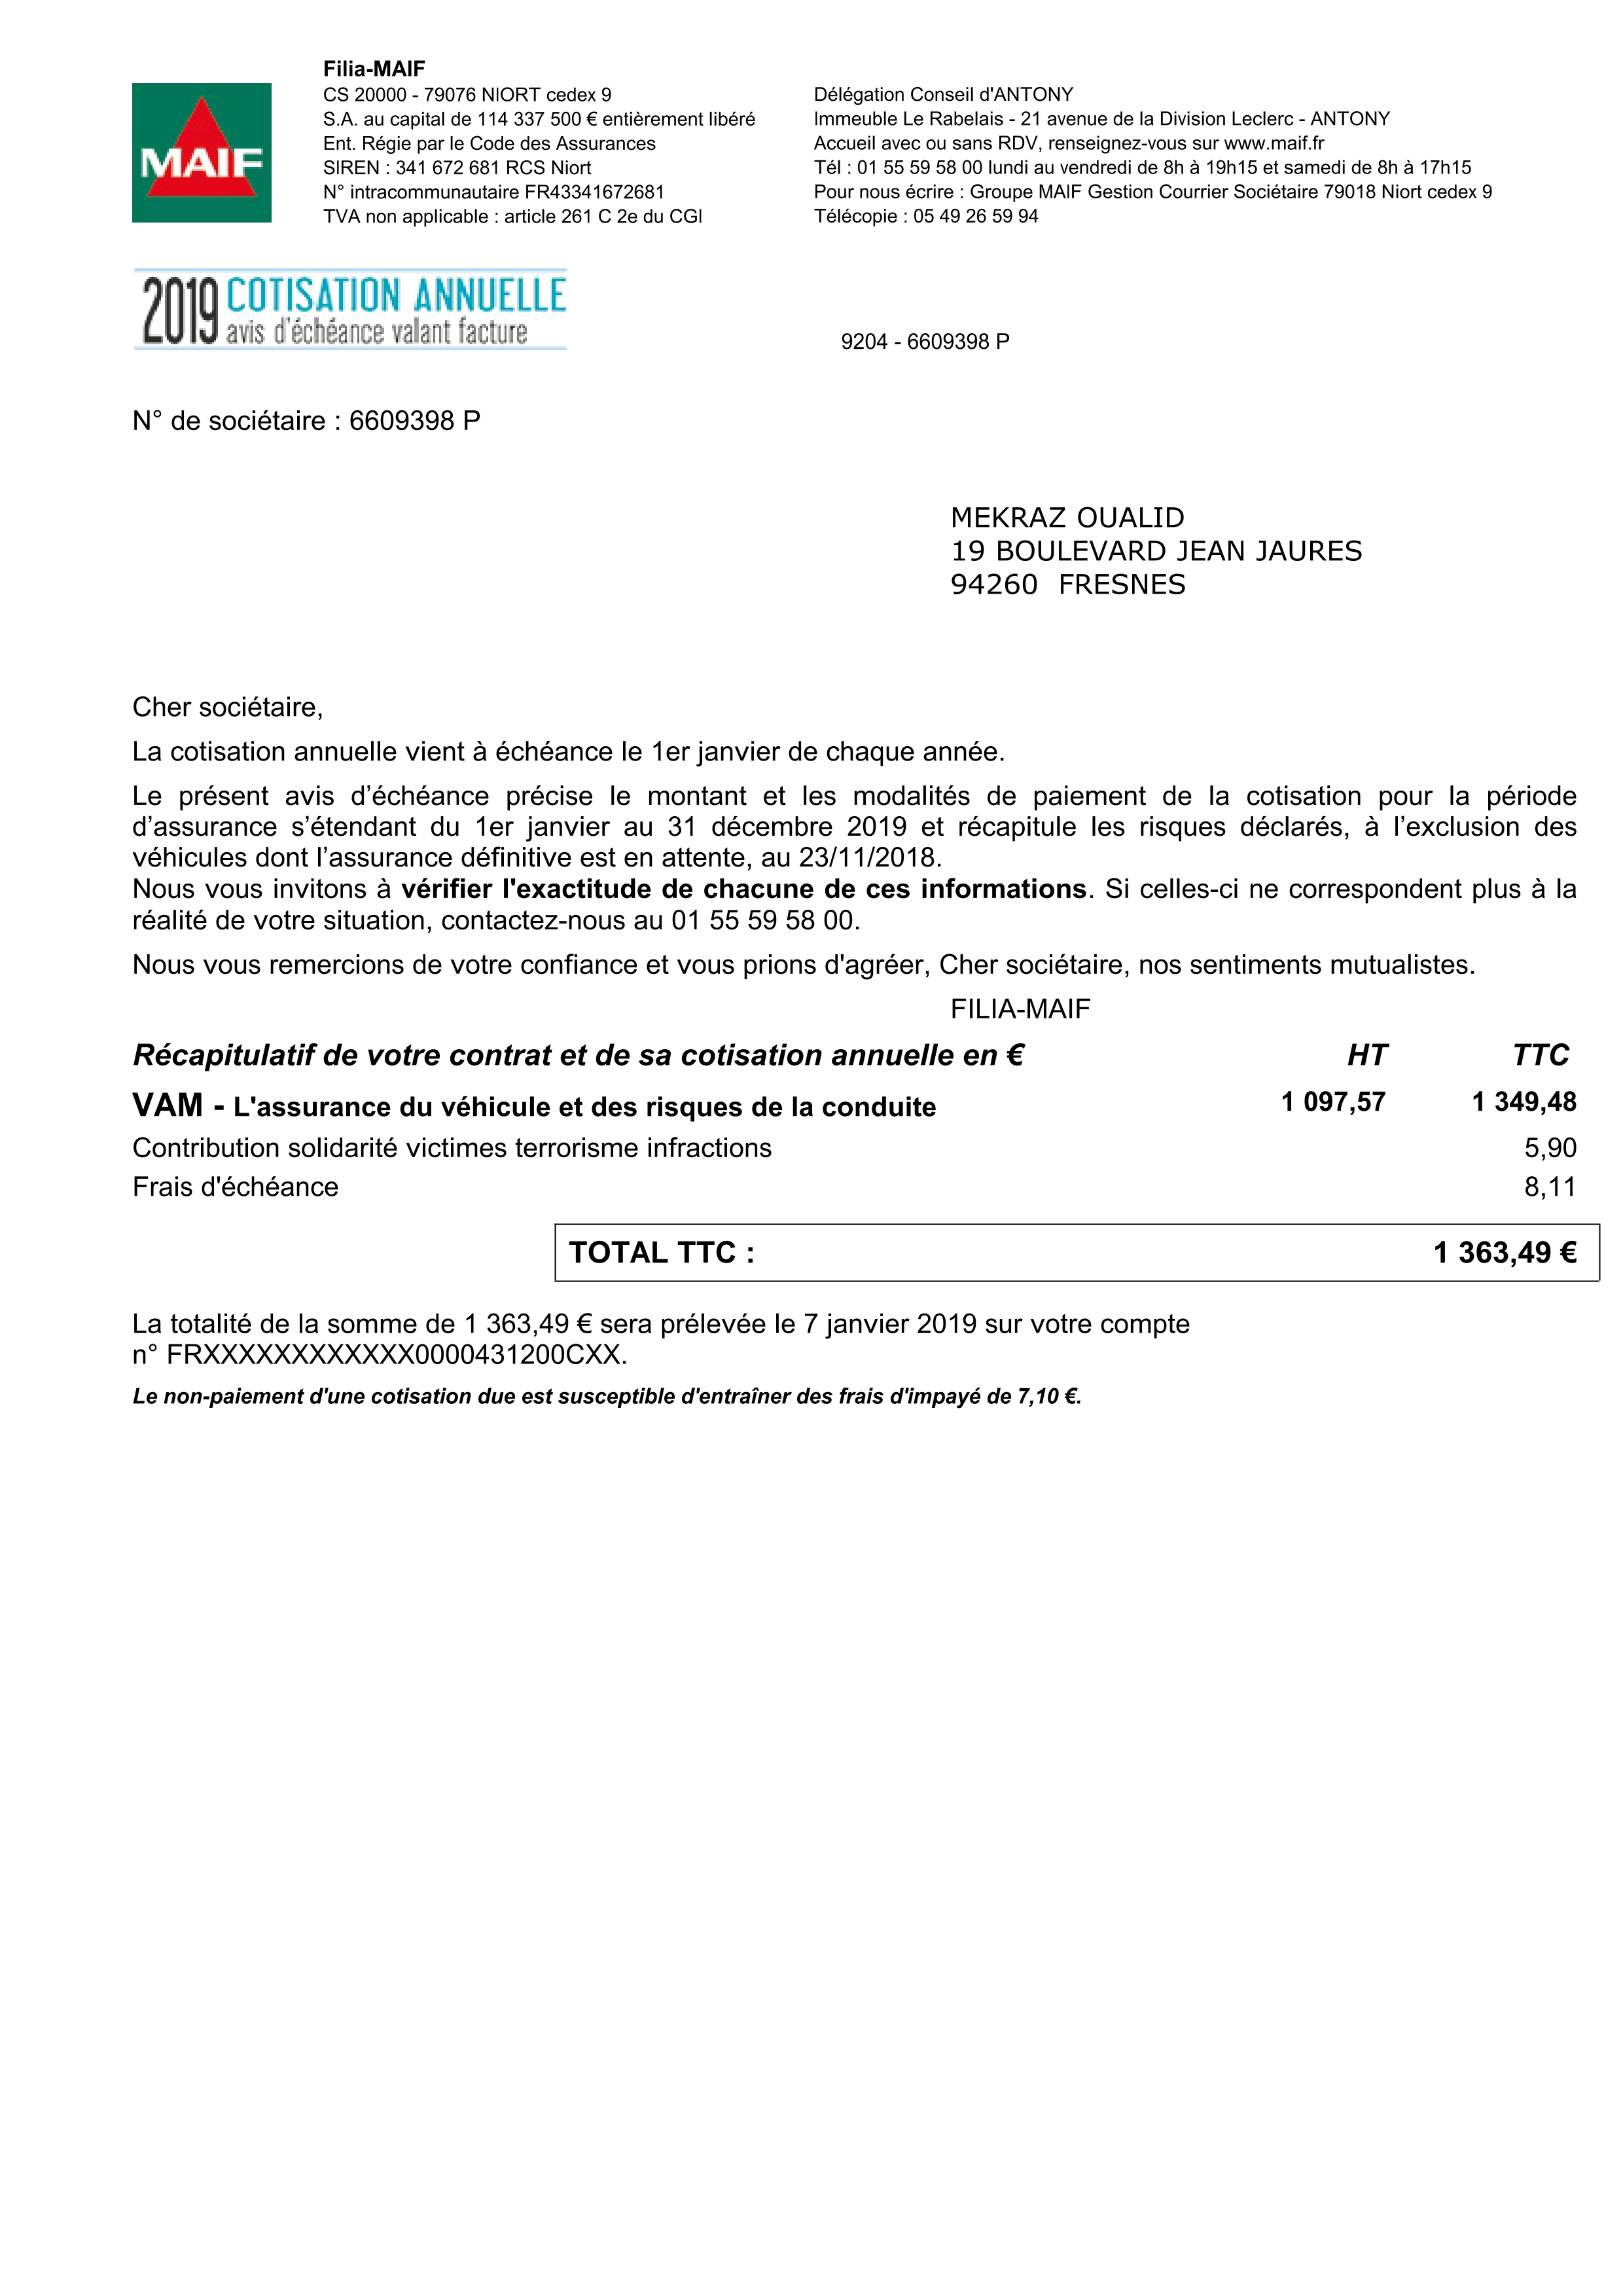 MAIF
Filia-MAIF
CS 20000 - 79076 NIORT cedex 9
S.A. au capital de 114 337 500 € entièrement libéré
Ent. Régie par le Code des Assurances
SIREN : 341 672 681 RCS Niort
N° intracommunautaire FR43341672681
TVA non applicable : article 261 C 2e du CGI
Délégation Conseil d'ANTONY
Immeuble Le Rabelais - 21 avenue de la Division Leclerc - ANTONY
Accueil avec ou sans RDV, renseignez-vous sur www.maif.fr
Tél : 01 55 59 58 00 lundi au vendredi de 8h à 19h15 et samedi de 8h à 17h15
Pour nous écrire : Groupe MAIF Gestion Courrier Sociétaire 79018 Niort cedex 9
Télécopie : 05 49 26 59 94
2019 COTISATION ANNUELLE
avis d'échéance valant facture
9204 - 6609398 P
N° de sociétaire : 6609398 P
MEKRAZ OUALID
19 BOULEVARD JEAN JAURES
94260 FRESNES
Cher sociétaire,
La cotisation annuelle vient à échéance le 1er janvier de chaque année.
Le présent avis d’échéance précise le montant et les modalités de paiement de la cotisation pour la période
d’assurance s’étendant du 1er janvier au 31 décembre 2019 et récapitule les risques déclarés, à l’exclusion des
véhicules dont l’assurance définitive est en attente, au 23/11/2018.
Nous vous invitons à vérifier l'exactitude de chacune de ces informations. Si celles-ci ne correspondent plus à la
réalité de votre situation, contactez-nous au 01 55 59 58 00.
Nous vous remercions de votre confiance et vous prions d'agréer, Cher sociétaire, nos sentiments mutualistes.
FILIA-MAIF
Récapitulatif de votre contrat et de sa cotisation annuelle en € HT TTC
VAM - L'assurance du véhicule et des risques de la conduite 1 097,57 1 349,48
Contribution solidarité victimes terrorisme infractions 5,90
Frais d'échéance 8,11
TOTAL TTC : 1 363,49 €
La totalité de la somme de 1 363,49 € sera prélevée le 7 janvier 2019 sur votre compte
n° FRXXXXXXXXXXXX0000431200CXX.
Le non-paiement d'une cotisation due est susceptible d'entraîner des frais d'impayé de 7,10 €.